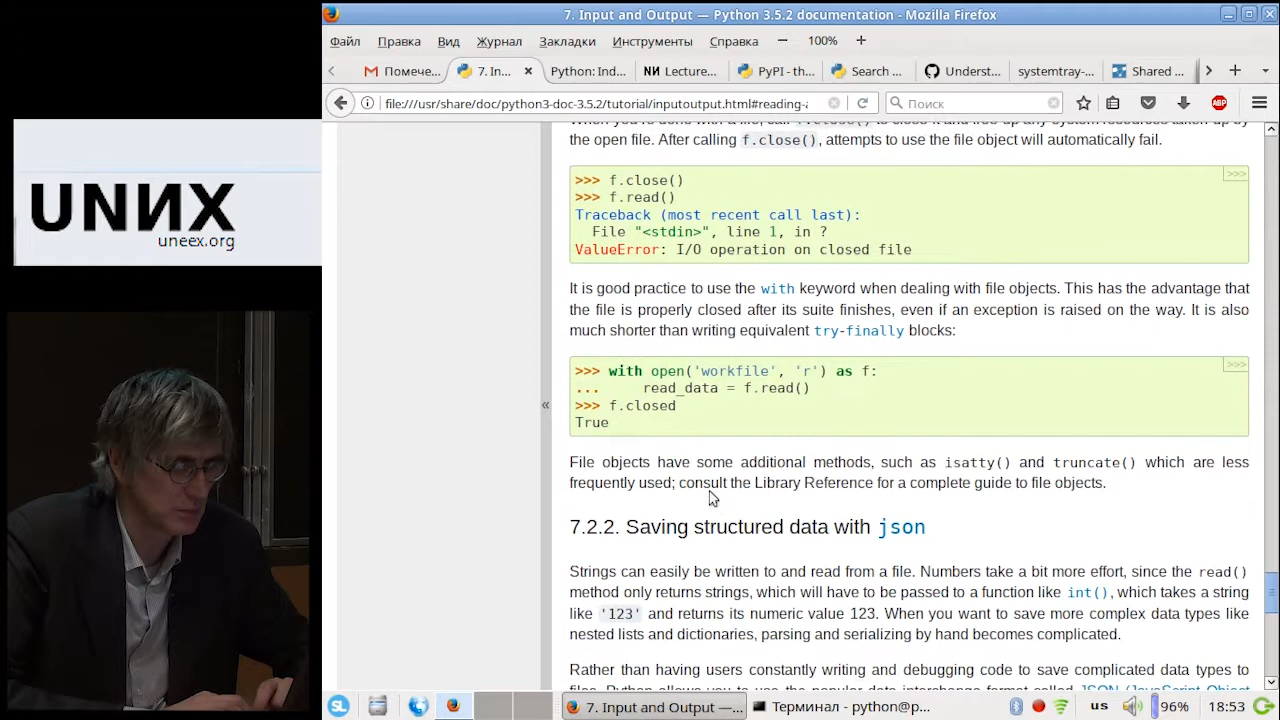 7. Input and Output — Python 3.5.2 documentation - Mozilla Firefox
Файл Правка Вид Журнал Закладки Инструменты Справка 100%
Помече... 7. In... Python: Ind... Lecture... PyPI - th... Search ... Underst... systemtray- Shared ...
file:///usr/share/doc/python3-doc-3.5.2/tutorial/inputoutput.html#reading- Поиск ABP
UNИX
uneex.org
the open file. After calling f.close(), attempts to use the file object will automatically fail.
>>> f.close() >>>
>>> f.read()
Traceback (most recent call last):
File "<stdin>", line 1, in ?
ValueError: I/O operation on closed file
It is good practice to use the with keyword when dealing with file objects. This has the advantage that
the file is properly closed after its suite finishes, even if an exception is raised on the way. It is also
much shorter than writing equivalent try-finally blocks:
>>> with open('workfile', 'r') as f: >>>
... read_data = f.read()
>>> f.closed
True
«
File objects have some additional methods, such as isatty() and truncate() which are less
frequently used; consult the Library Reference for a complete guide to file objects.
7.2.2. Saving structured data with json
Strings can easily be written to and read from a file. Numbers take a bit more effort, since the read()
method only returns strings, which will have to be passed to a function like int(), which takes a string
like '123' and returns its numeric value 123. When you want to save more complex data types like
nested lists and dictionaries, parsing and serializing by hand becomes complicated.
Rather than having users constantly writing and debugging code to save complicated data types to
SL 7. Input and Output — ... Терминал - python@p... us 96% 18:53